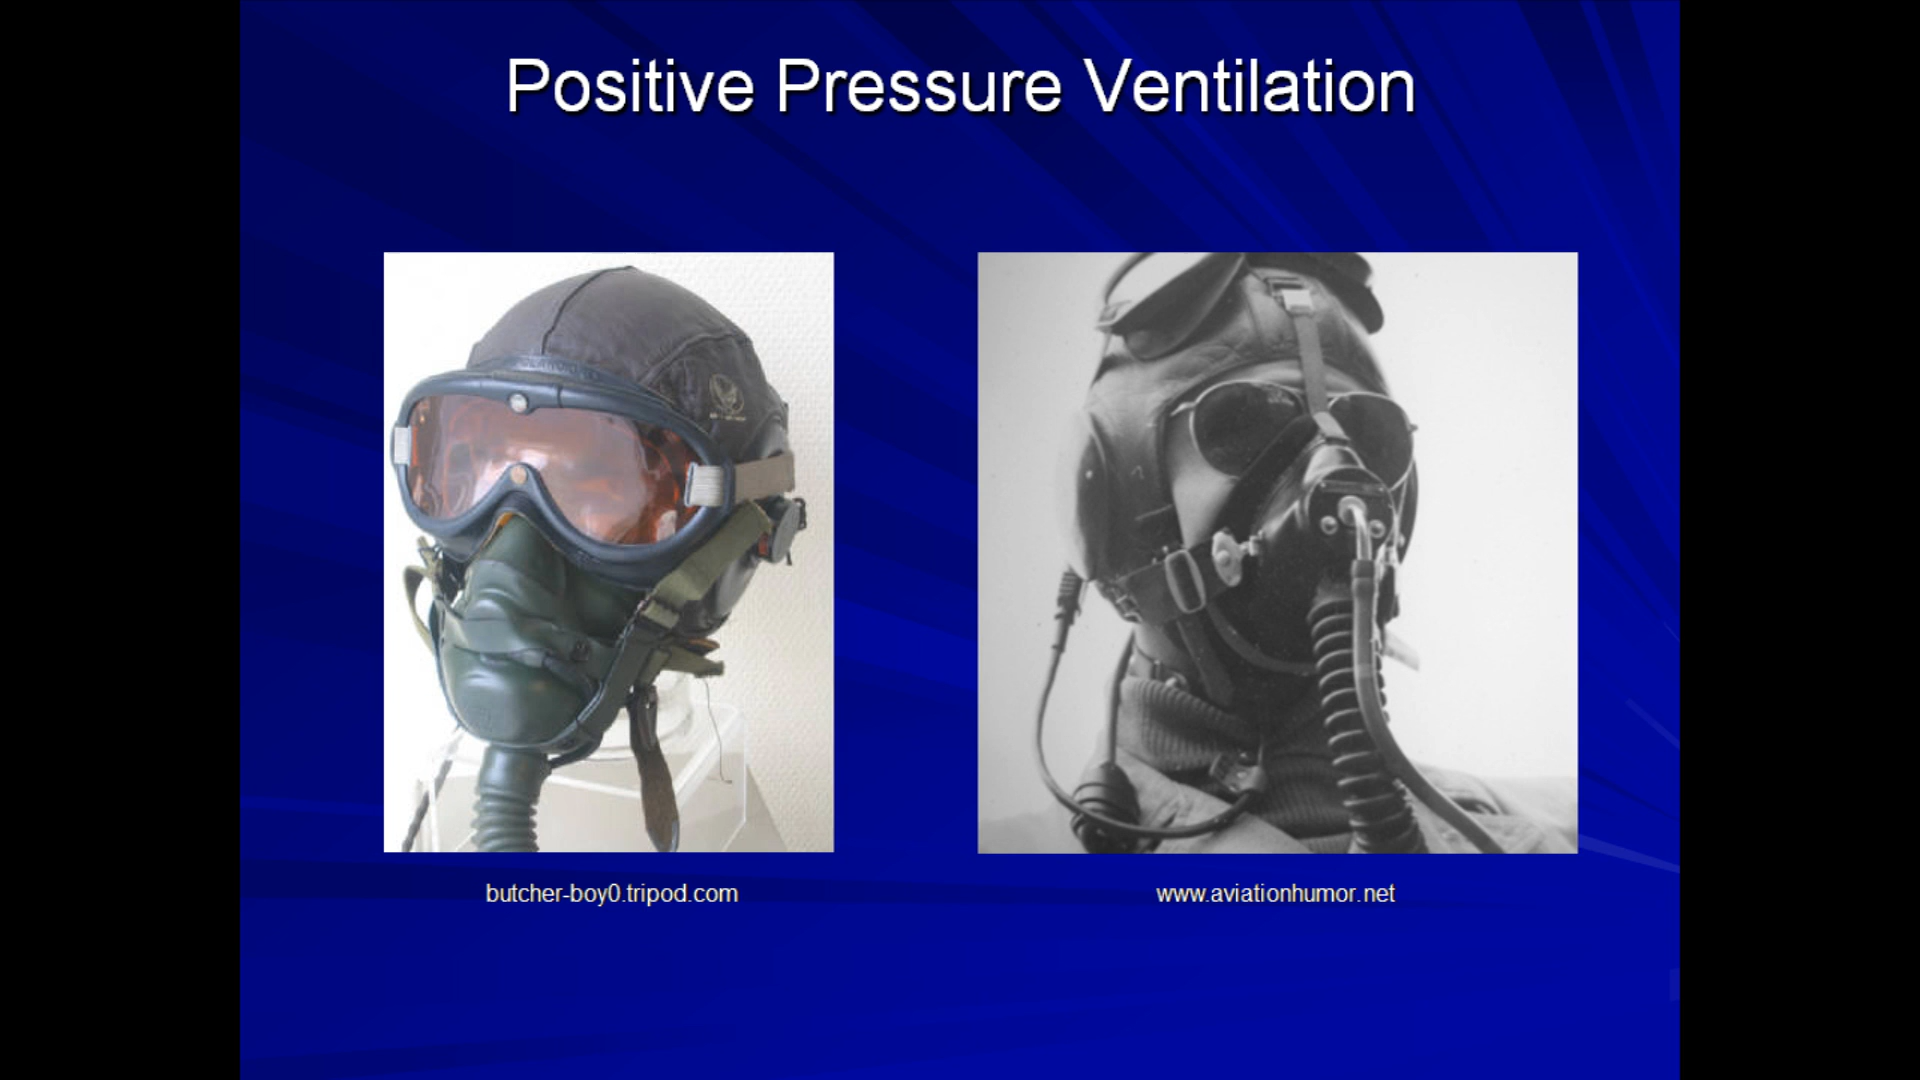 Positive Pressure Ventilation
butcher-boy0.tripod.com
www.aviationhumor.net